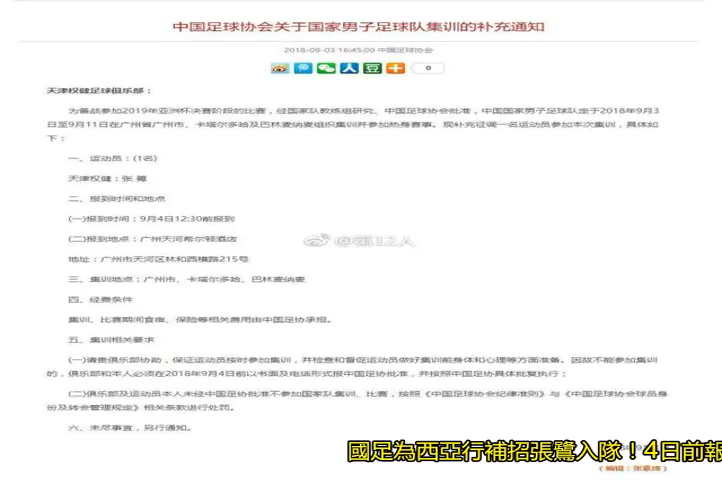 中国足球协会关于国家男子足球队集训的补充通知
2018-09-03 16:45:00 中国足球协会
0
天津权健足球俱乐部：
为备战参加2019年亚洲杯决赛阶段的比赛，经国家队教练组研究、中国足球协会批准，中国国家男子足球队定于2018年9月3
日至9月11日在广州省广州市、卡塔尔多哈及巴林麦纳麦组织集训并参加热身赛事。现补充征调一名运动员参加本次集训，具体如
下：
一、运动员：(1名)
天津权健：张 鹭
二、报到时间和地点
(一)报到时间：9月4日12:30前报到
(二)报到地点：广州天河希尔顿酒店
@第12人
地址：广州市天河区林和西横路215号
三、集训地点：广州市、卡塔尔多哈、巴林麦纳麦
四、经费条件
集训、比赛期间食宿、保险等相关费用由中国足协承担。
五、集训相关要求
(一)请贵俱乐部协助，保证运动员按时参加集训，并检查和督促运动员做好集训前身体和心理等方面准备。因故不能参加集训
的，俱乐部和本人必须在2018年9月4日前以书面及电话形式报中国足协批准，并按照中国足协具体批复执行；
(二)俱乐部及运动员本人未经中国足协批准不参加国家队集训、比赛，按照《中国足球协会纪律准则》与《中国足球协会球员身
份及转会管理规定》相关条款进行处罚。
六、未尽事宜，另行通知。
國足為西亞行補招張鷺入隊！4日前報